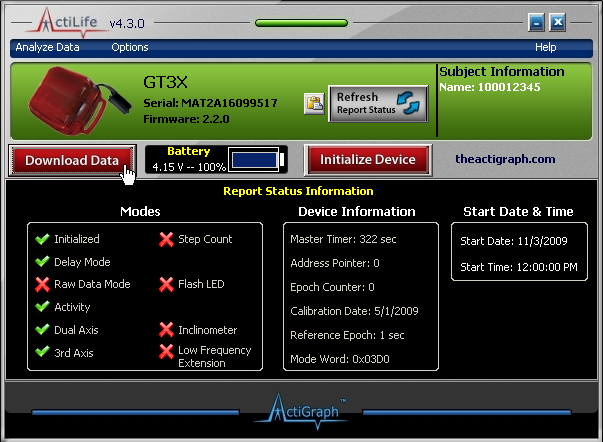 ActiLife v4.3.0
Analyze Data Options Help
GT3X
Serial: MAT2A16099517
Firmware: 2.2.0
Refresh
Report Status
Subject Information
Name: 100012345
Download Data
Battery
4.15 V -- 100%
Initialize Device
theactigraph.com
Report Status Information
Modes
Initialized
Step Count
Delay Mode
Raw Data Mode
Flash LED
Activity
Dual Axis
Inclinometer
3rd Axis
Low Frequency
Extension
Device Information
Master Timer: 322 sec
Address Pointer: 0
Epoch Counter: 0
Calibration Date: 5/1/2009
Reference Epoch: 1 sec
Mode Word: 0x03D0
Start Date & Time
Start Date: 11/3/2009
Start Time: 12:00:00 PM
ActiGraph™